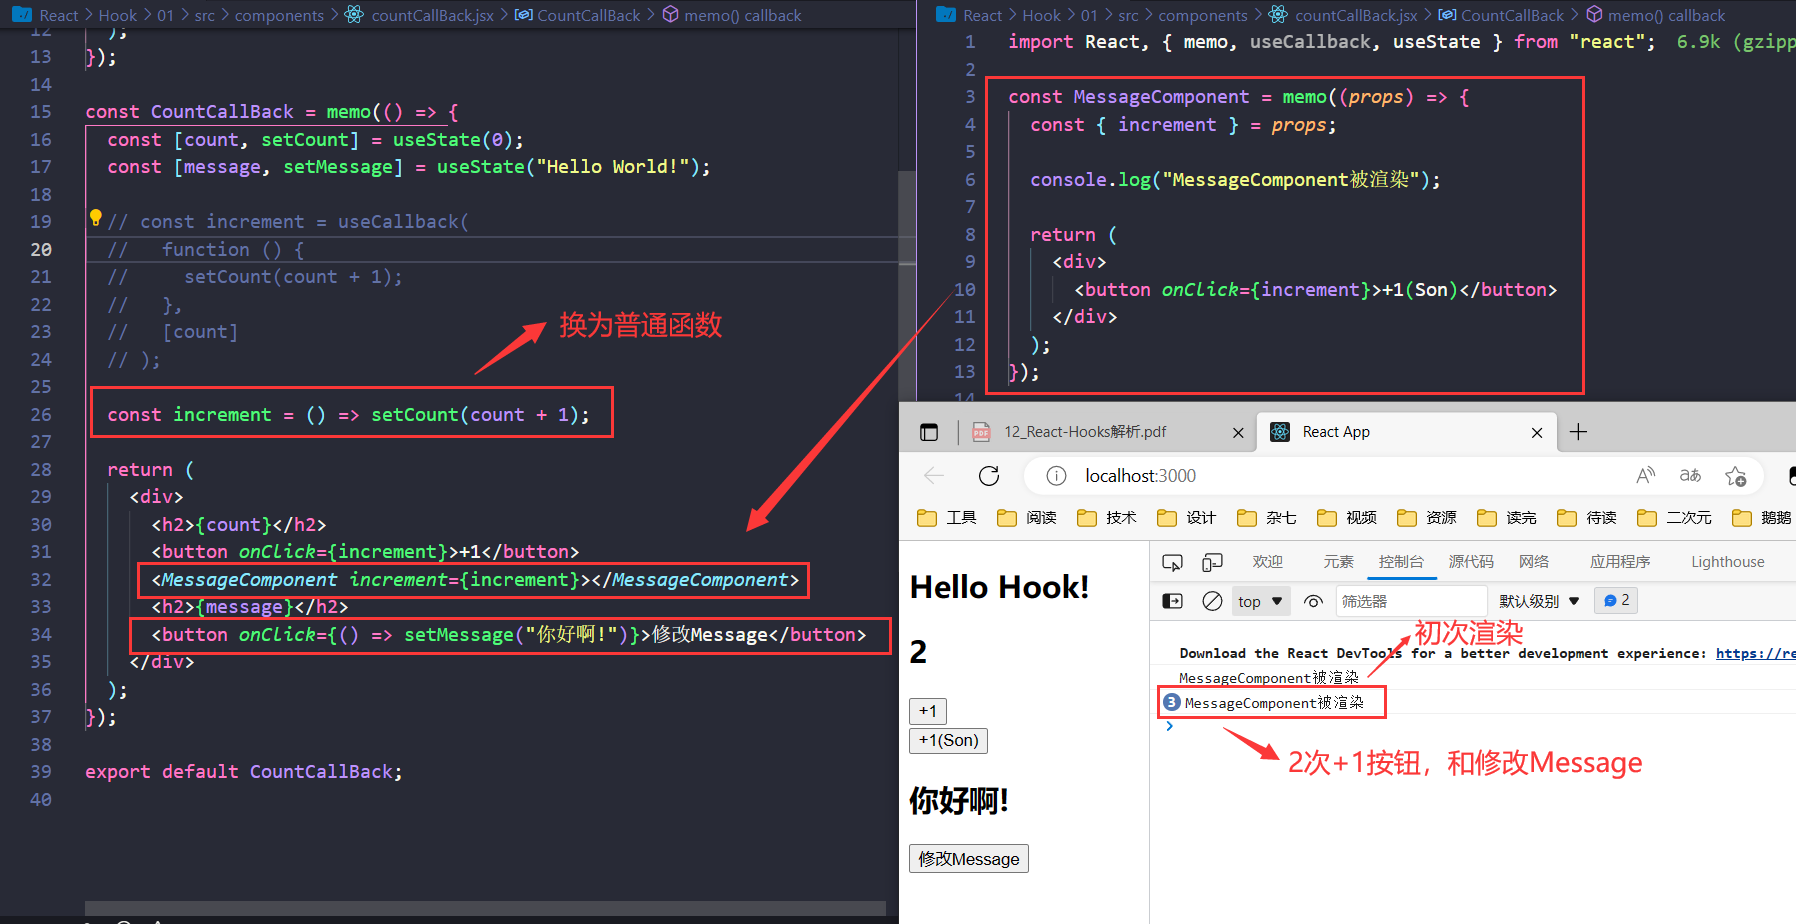 React > Hook > 01 > src > components > countCallBack.jsx > CountCallBack > memo() callback
12 );
13 });
14
15 const CountCallBack = memo(() => {
16 const [count, setCount] = useState(0);
17 const [message, setMessage] = useState("Hello World!");
18
19 // const increment = useCallback(
20 // function () {
21 // setCount(count + 1);
22 // },
23 // [count]
24 // );
换为普通函数
25
26 const increment = () => setCount(count + 1);
27
28 return (
29 <div>
30 <h2>{count}</h2>
31 <button onClick={increment}>+1</button>
32 <MessageComponent increment={increment}></MessageComponent>
33 <h2>{message}</h2>
34 <button onClick={() => setMessage("你好啊!")}>修改Message</button>
35 </div>
36 );
37 });
38
39 export default CountCallBack;
40
React > Hook > 01 > src > components > countCallBack.jsx > CountCallBack > memo() callback
1 import React, { memo, useCallback, useState } from "react"; 6.9k (gzipp
2
3 const MessageComponent = memo((props) => {
4 const { increment } = props;
5
6 console.log("MessageComponent被渲染");
7
8 return (
9 <div>
10 <button onClick={increment}>+1(Son)</button>
11 </div>
12 );
13 });
14
PDF 12_React-Hooks解析.pdf React App
localhost:3000 aあ
工具 阅读 技术 设计 杂七 视频 资源 读完 待读 二次元 鹅鹅
欢迎 元素 控制台 源代码 网络 应用程序 Lighthouse
top 筛选器 默认级别 2
初次渲染
Download the React DevTools for a better development experience: https://re
MessageComponent被渲染
3 MessageComponent被渲染
2次+1按钮，和修改Message
Hello Hook!
2
+1
+1(Son)
你好啊!
修改Message